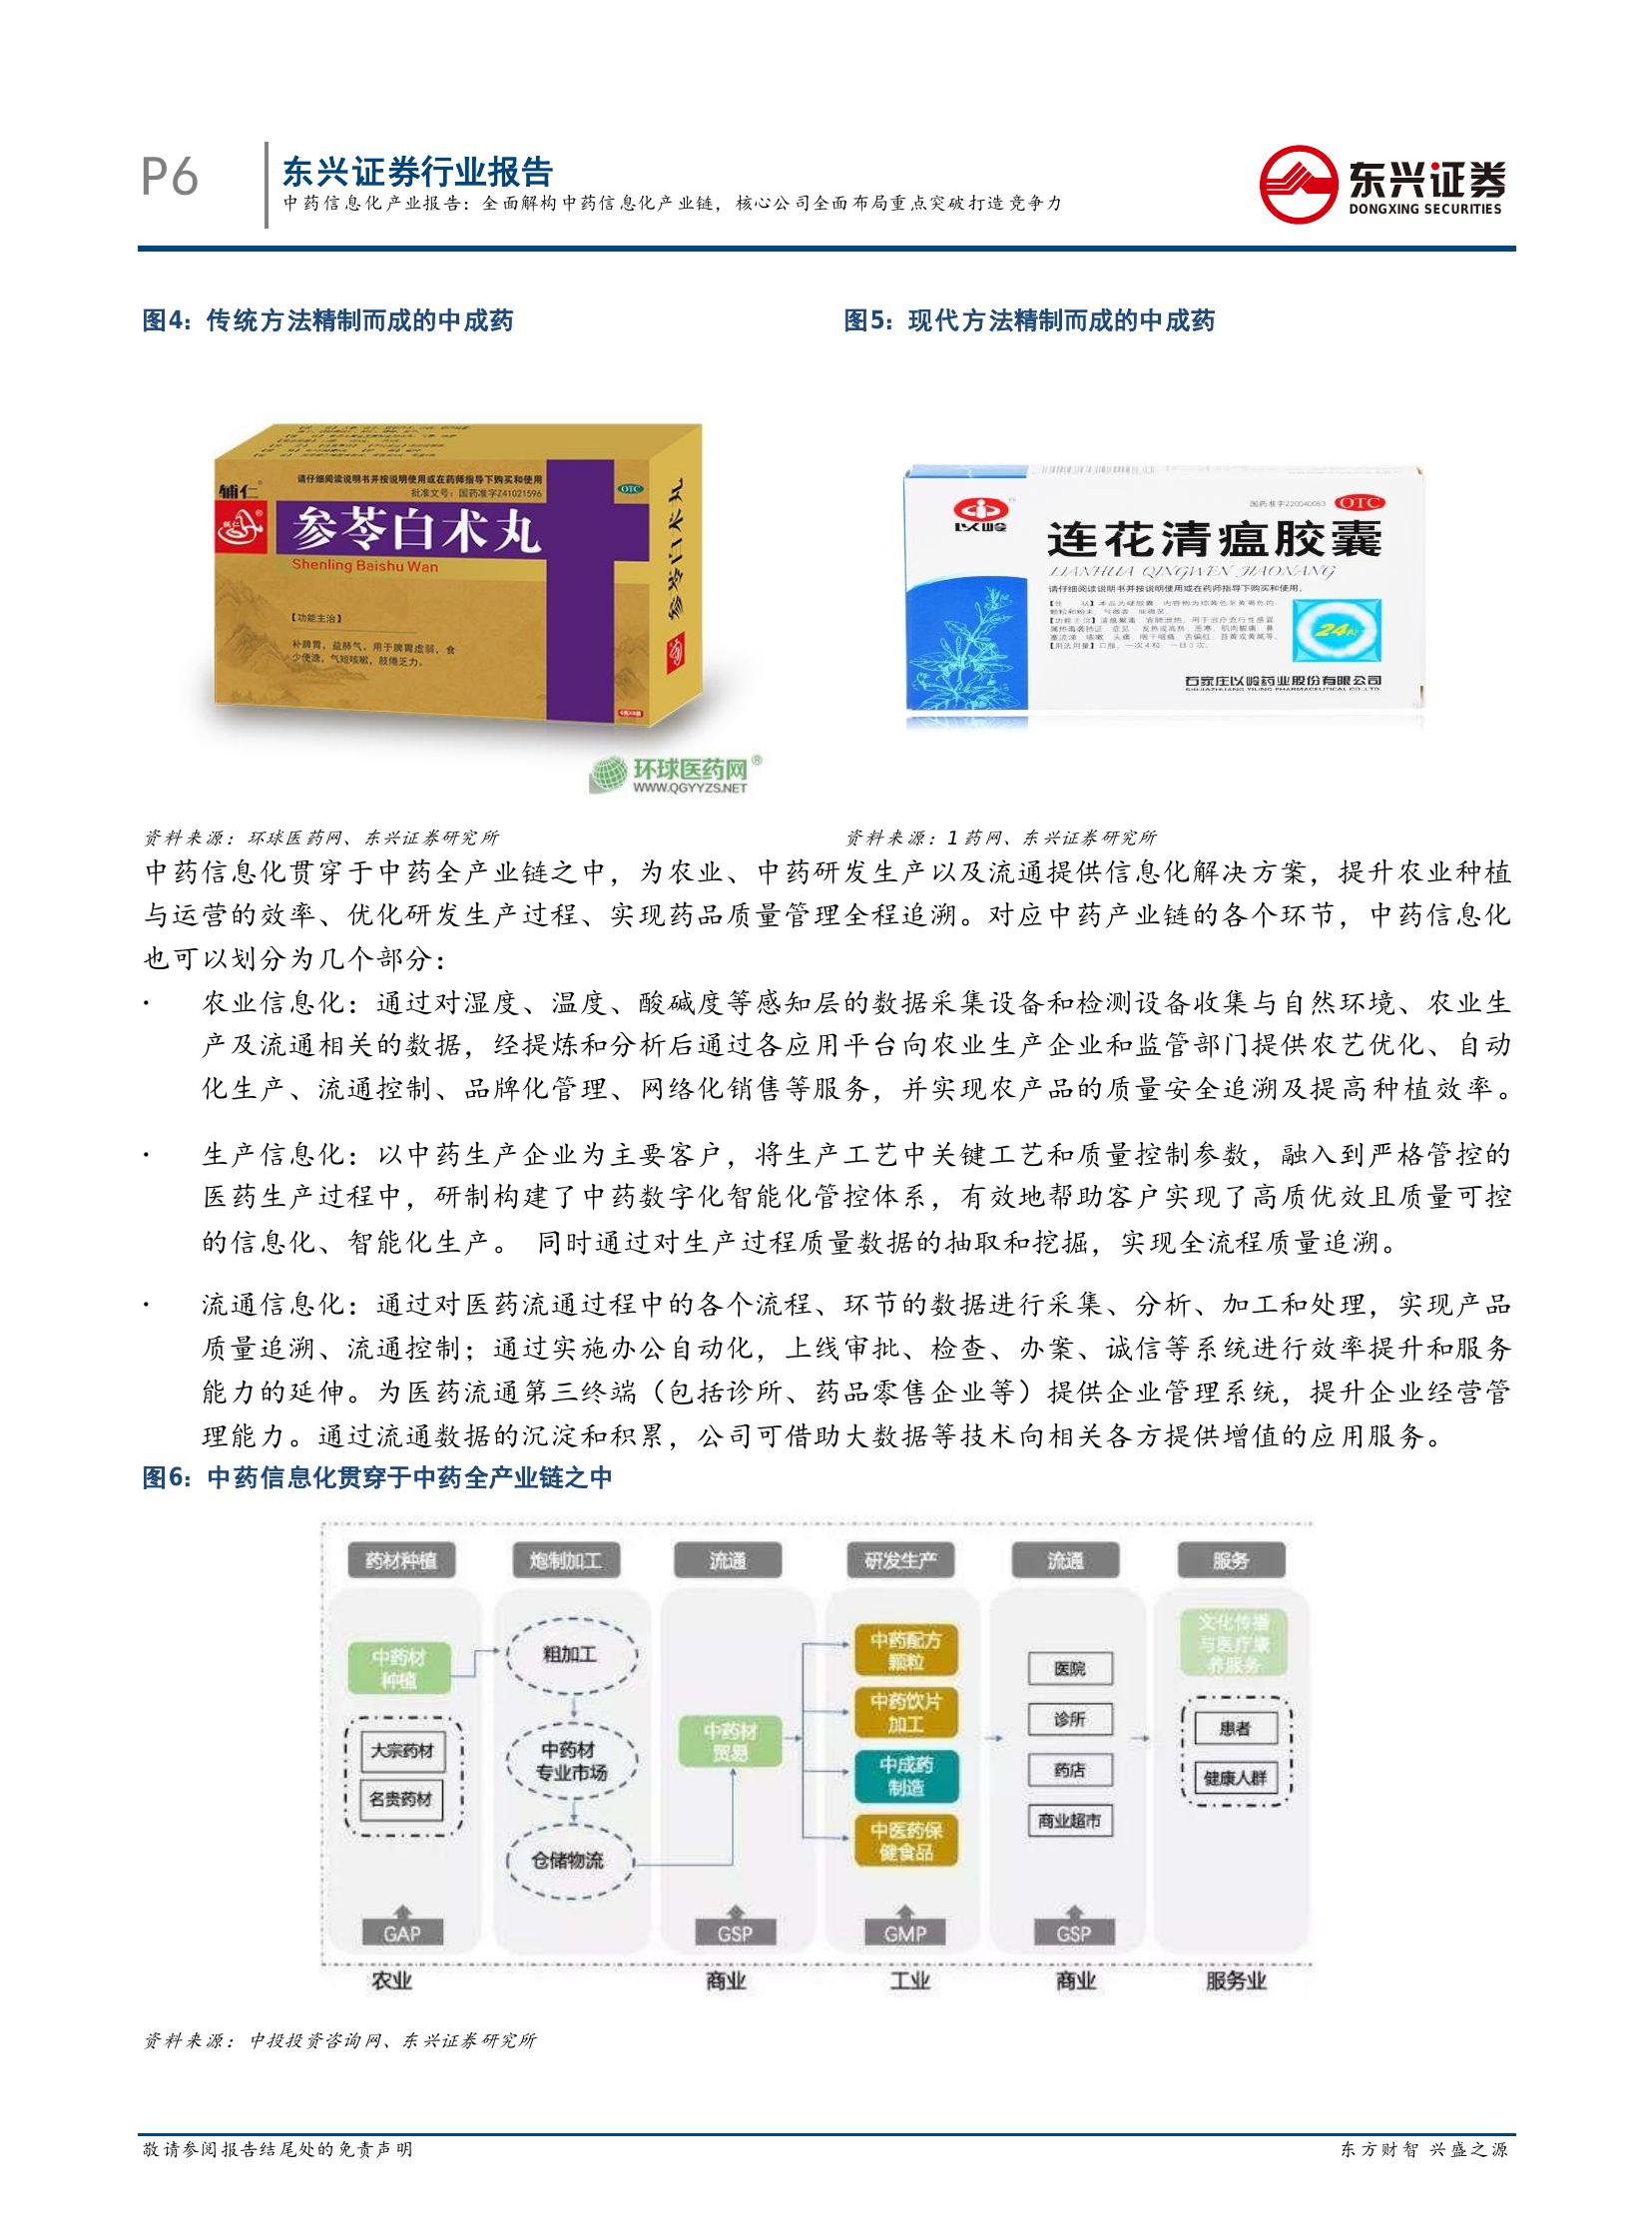 P6
东兴证券行业报告
中药信息化产业报告：全面解构中药信息化产业链，核心公司全面布局重点突破打造竞争力
东兴证券
DONGXING SECURITIES
图4：传统方法精制而成的中成药
图5：现代方法精制而成的中成药
请仔细阅读说明书并按说明使用或在药师指导下购买和使用
批准文号：国药准字Z41021596
辅仁
OTC
参苓白术丸
Shenling Baishu Wan
【功能主治】
补脾胃，益肺气。用于脾胃虚弱，食
少便溏，气短咳嗽，肢倦乏力。
参苓白术丸
环球医药网®
WWW.QGYYZS.NET
以岭
国药准字Z20040063
OTC
连花清瘟胶囊
LIANHUA QINGWEN JIAONANG
请仔细阅读说明书并按说明使用或在药师指导下购买和使用。
24粒
石家庄以岭药业股份有限公司
SHIJIAZHUANG YILING PHARMACEUTICAL CO.,LTD
资料来源：环球医药网、东兴证券研究所
资料来源：1药网、东兴证券研究所
中药信息化贯穿于中药全产业链之中，为农业、中药研发生产以及流通提供信息化解决方案，提升农业种植
与运营的效率、优化研发生产过程、实现药品质量管理全程追溯。对应中药产业链的各个环节，中药信息化
也可以划分为几个部分：
· 农业信息化：通过对湿度、温度、酸碱度等感知层的数据采集设备和检测设备收集与自然环境、农业生
产及流通相关的数据，经提炼和分析后通过各应用平台向农业生产企业和监管部门提供农艺优化、自动
化生产、流通控制、品牌化管理、网络化销售等服务，并实现农产品的质量安全追溯及提高种植效率。
· 生产信息化：以中药生产企业为主要客户，将生产工艺中关键工艺和质量控制参数，融入到严格管控的
医药生产过程中，研制构建了中药数字化智能化管控体系，有效地帮助客户实现了高质优效且质量可控
的信息化、智能化生产。 同时通过对生产过程质量数据的抽取和挖掘，实现全流程质量追溯。
· 流通信息化：通过对医药流通过程中的各个流程、环节的数据进行采集、分析、加工和处理，实现产品
质量追溯、流通控制；通过实施办公自动化，上线审批、检查、办案、诚信等系统进行效率提升和服务
能力的延伸。为医药流通第三终端（包括诊所、药品零售企业等）提供企业管理系统，提升企业经营管
理能力。通过流通数据的沉淀和积累，公司可借助大数据等技术向相关各方提供增值的应用服务。
图6：中药信息化贯穿于中药全产业链之中
药材种植
炮制加工
流通
研发生产
流通
服务
中药材
种植
大宗药材
名贵药材
GAP
粗加工
中药材
专业市场
仓储物流
中药材
贸易
GSP
中药配方
颗粒
中药饮片
加工
中成药
制造
中医药保
健食品
GMP
医院
诊所
药店
商业超市
GSP
文化传播
与医疗康
养服务
患者
健康人群
农业
商业
工业
商业
服务业
资料来源：中投投资咨询网、东兴证券研究所
敬请参阅报告结尾处的免责声明
东方财智 兴盛之源